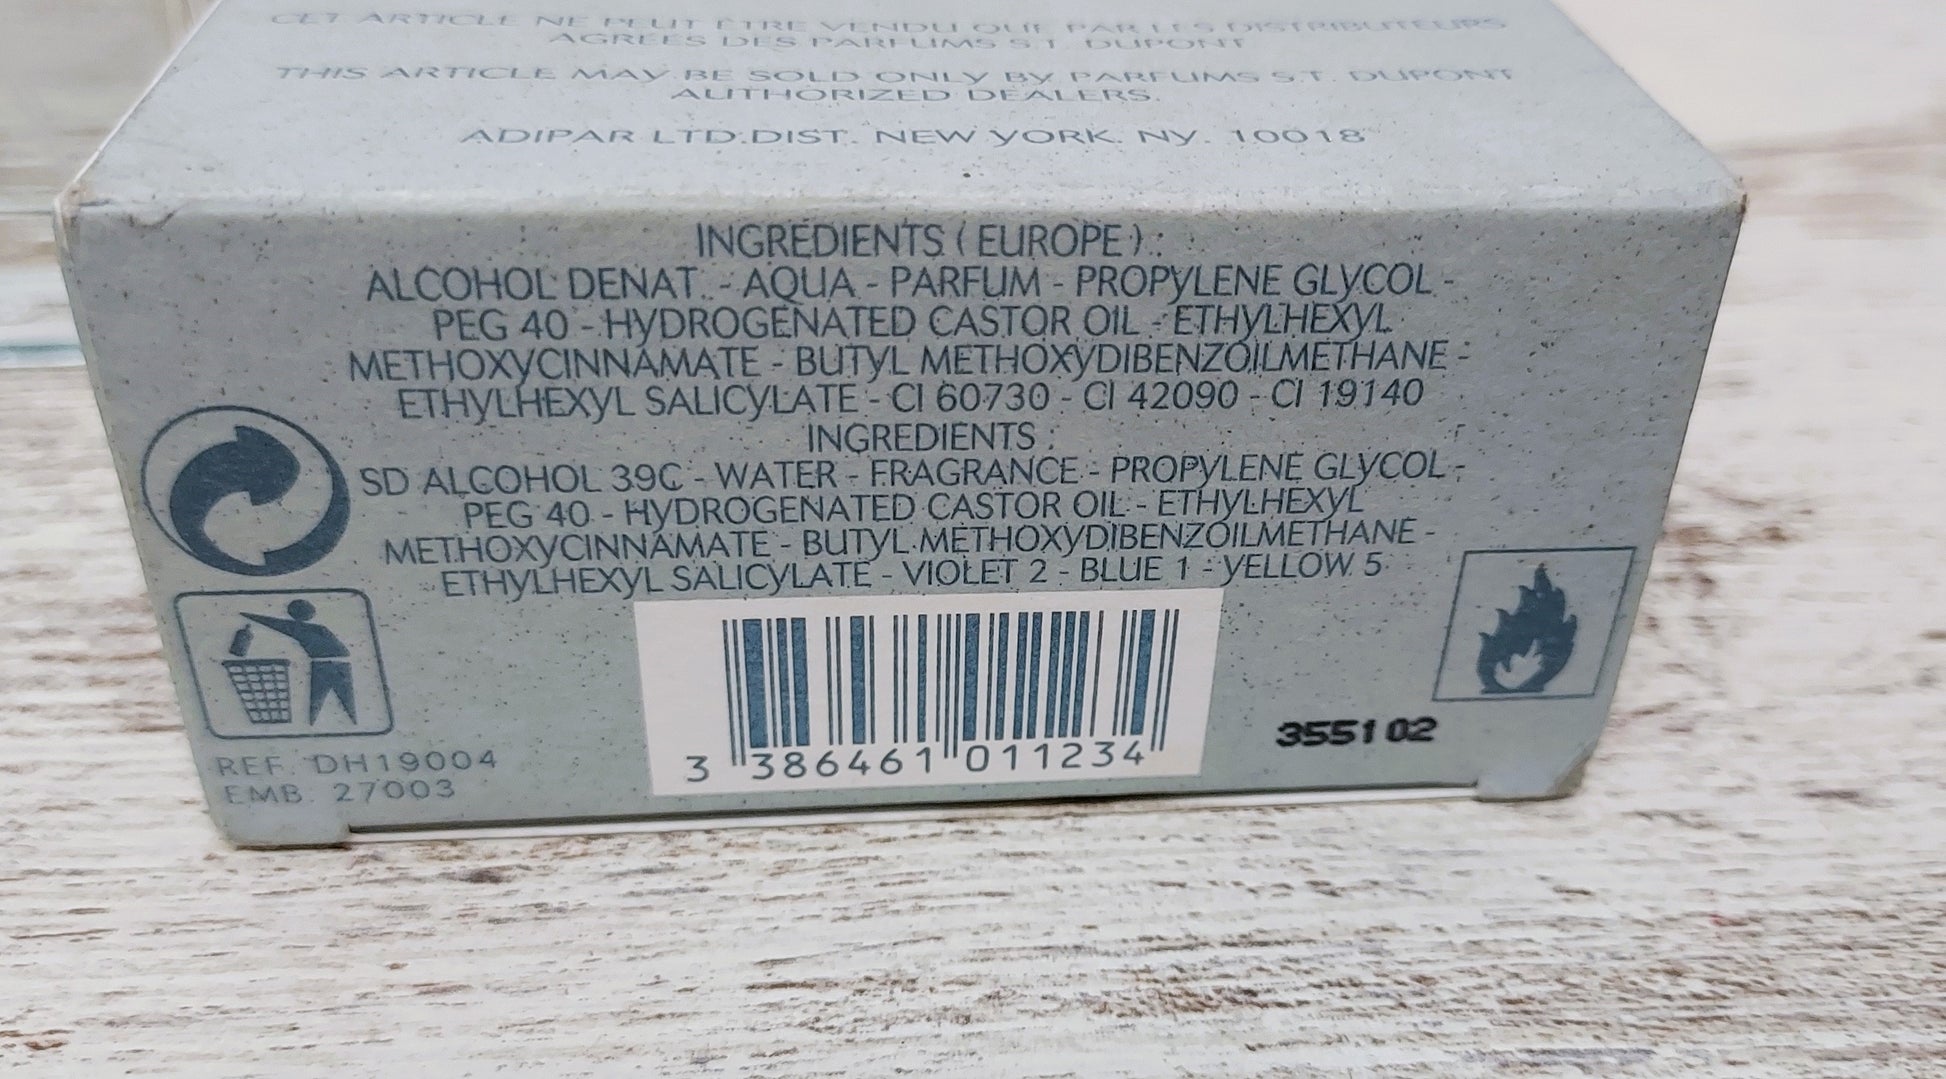 CET ARTICLE NE PEUT ETRE VENDU QUE PAR LES DISTRIBUTEURS
AGREES DES PARFUMS S.T. DUPONT
THIS ARTICLE MAY BE SOLD ONLY BY PARFUMS S.T. DUPONT
AUTHORIZED DEALERS.
ADIPAR LTD.DIST. NEW YORK. NY. 10018
INGREDIENTS ( EUROPE ) :
ALCOHOL DENAT. - AQUA - PARFUM - PROPYLENE GLYCOL -
PEG 40 - HYDROGENATED CASTOR OIL - ETHYLHEXYL
METHOXYCINNAMATE - BUTYL METHOXYDIBENZOILMETHANE -
ETHYLHEXYL SALICYLATE - CI 60730 - CI 42090 - CI 19140
INGREDIENTS :
SD ALCOHOL 39C - WATER - FRAGRANCE - PROPYLENE GLYCOL -
PEG 40 - HYDROGENATED CASTOR OIL - ETHYLHEXYL
METHOXYCINNAMATE - BUTYL METHOXYDIBENZOILMETHANE -
ETHYLHEXYL SALICYLATE - VIOLET 2 - BLUE 1 - YELLOW 5
3551 02
REF. DH19004
EMB. 27003
3 386461 011234